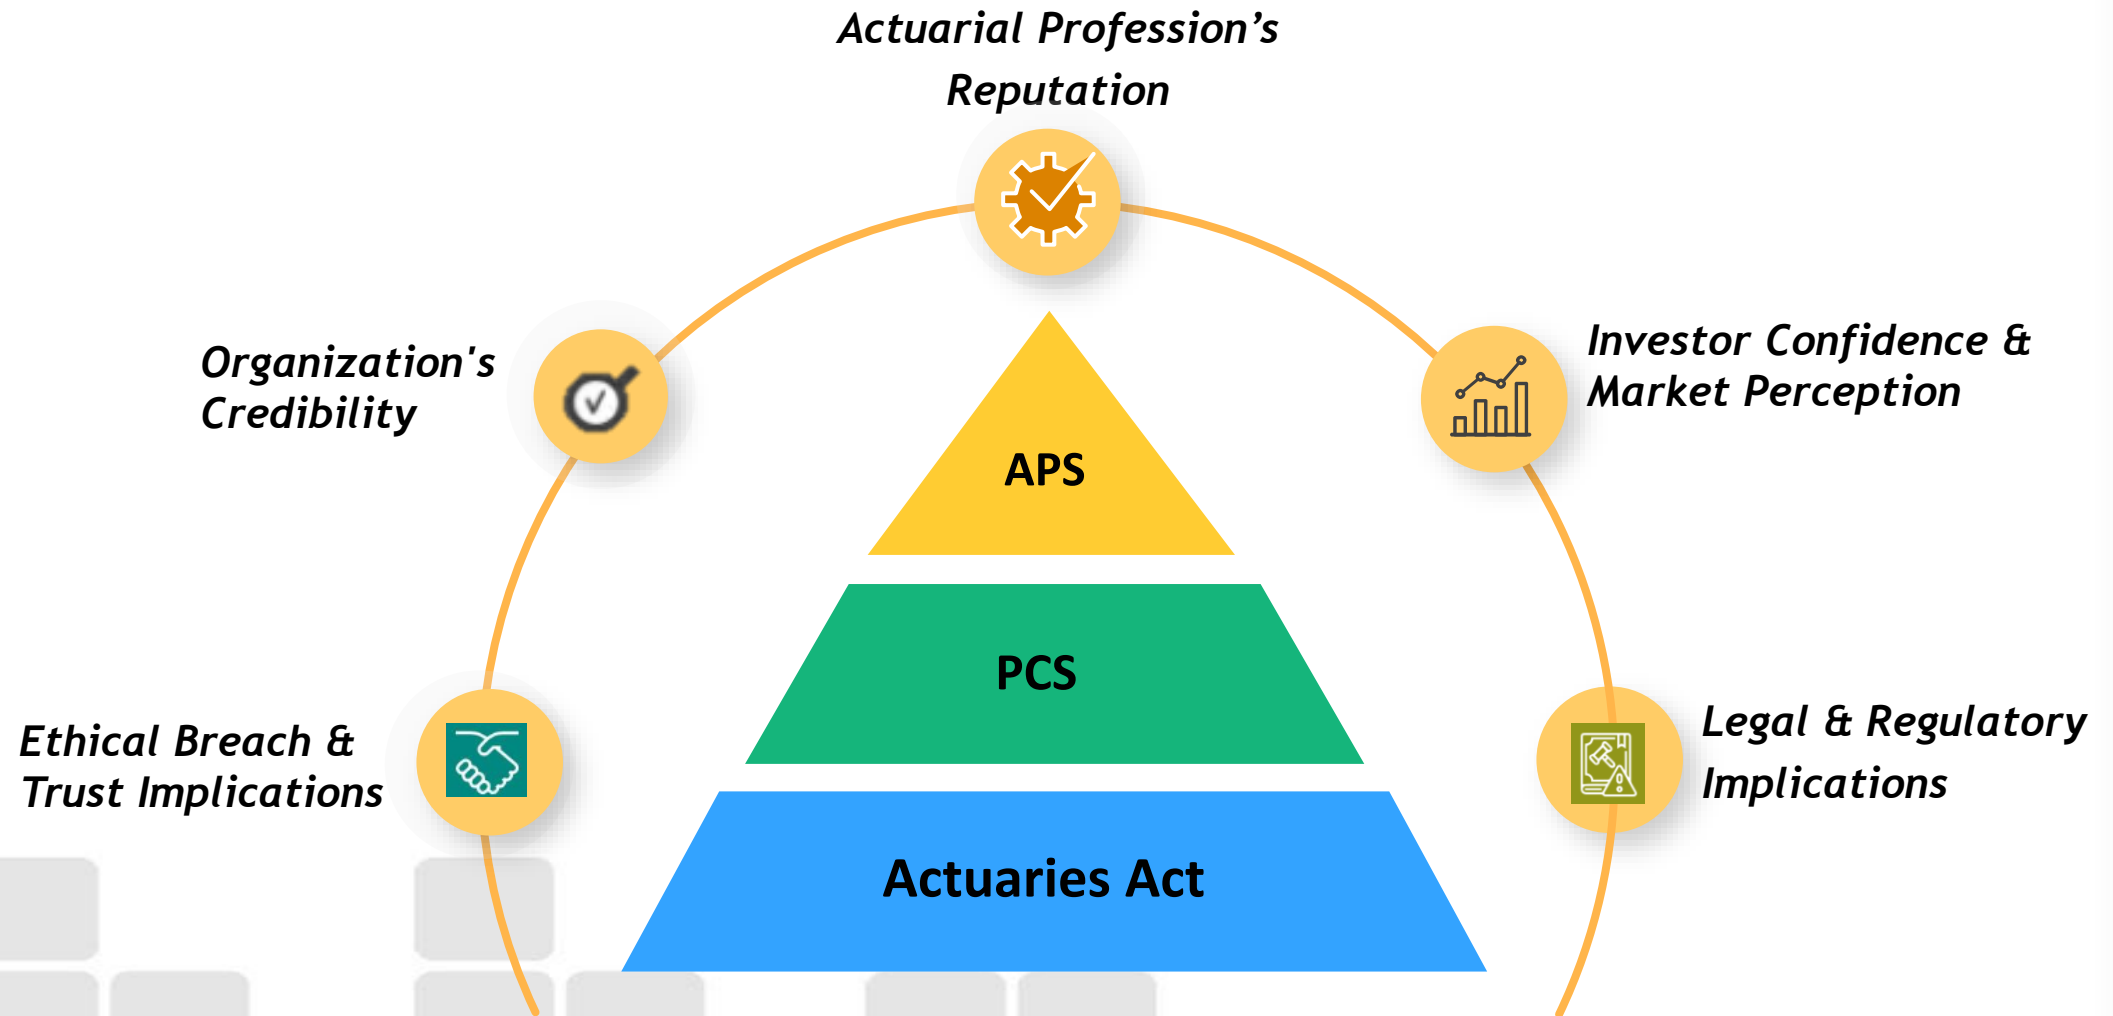 Actuarial Profession’s
Reputation
Organization's
Credibility
Investor Confidence &
Market Perception
APS
PCS
Ethical Breach &
Trust Implications
Legal & Regulatory
Implications
Actuaries Act